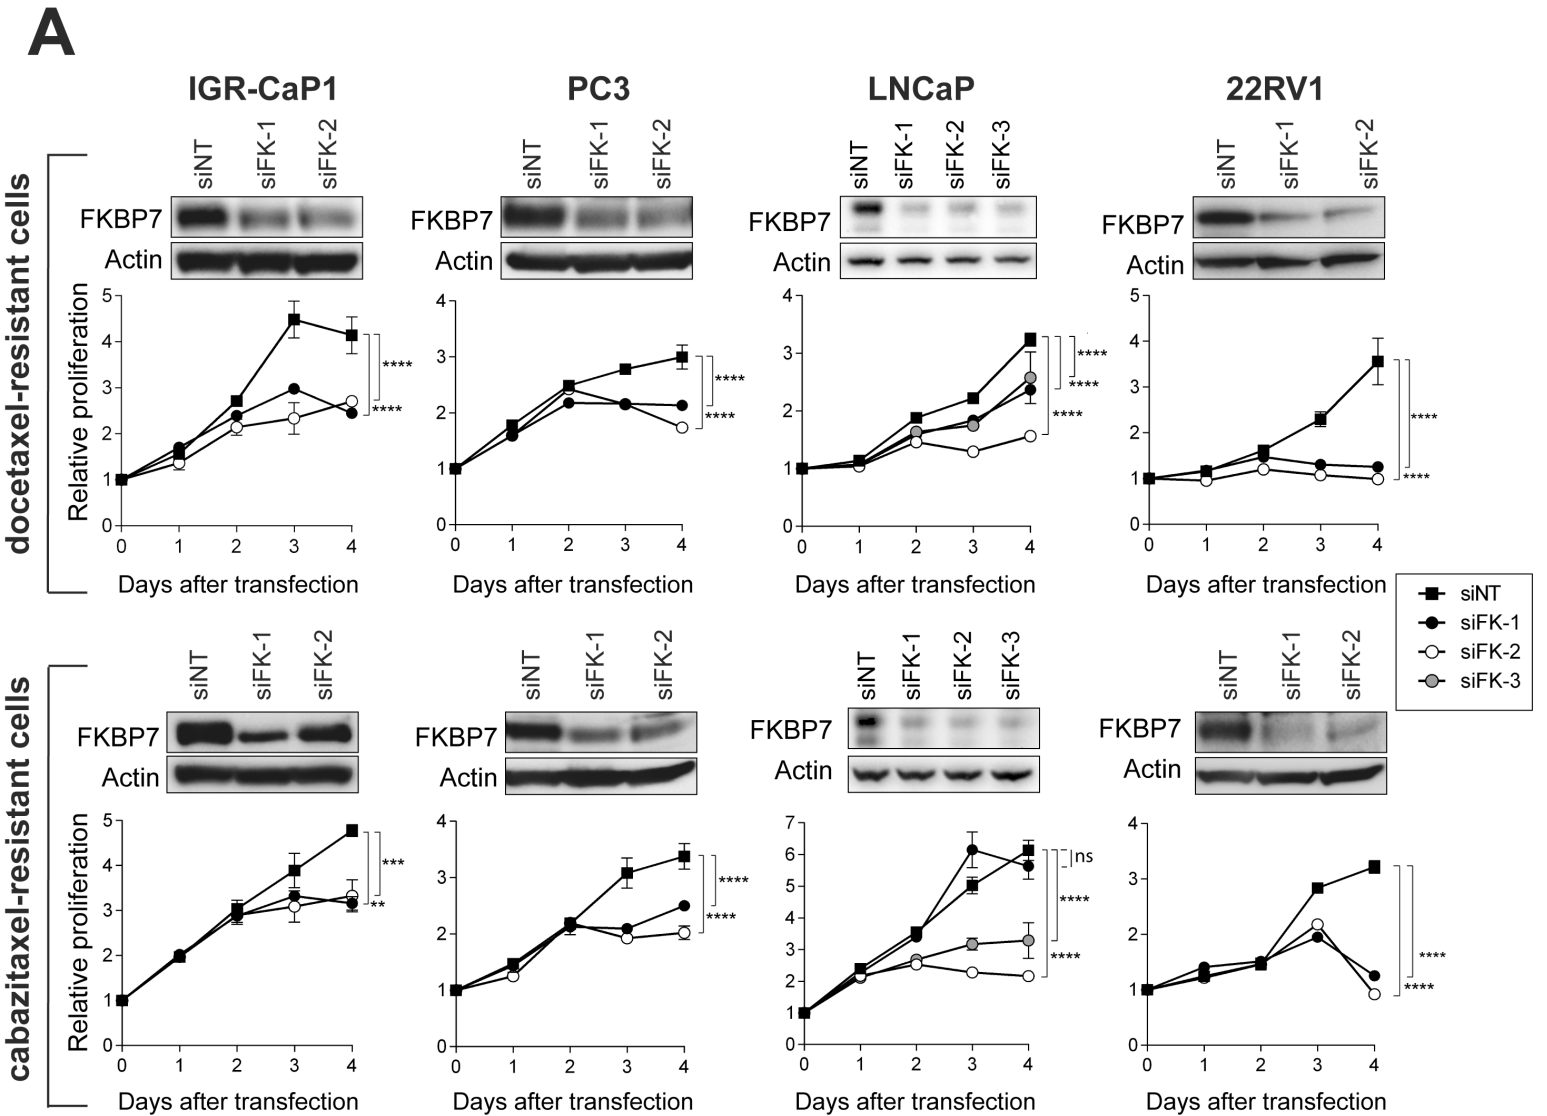 A
IGR-CaP1 PC3 LNCaP 22RV1
docetaxel-resistant cells
siNT siFK-1 siFK-2
FKBP7
Actin
Relative proliferation
5
4
3
2
1
0
****
****
0 1 2 3 4
Days after transfection
siNT siFK-1 siFK-2
FKBP7
Actin
4
3
2
1
0
****
****
0 1 2 3 4
Days after transfection
siNT siFK-1 siFK-2 siFK-3
FKBP7
Actin
4
3
2
1
0
****
****
****
0 1 2 3 4
Days after transfection
siNT siFK-1 siFK-2
FKBP7
Actin
5
4
3
2
1
0
****
****
0 1 2 3 4
Days after transfection
siNT
siFK-1
siFK-2
siFK-3
cabazitaxel-resistant cells
siNT siFK-1 siFK-2
FKBP7
Actin
Relative proliferation
5
4
3
2
1
0
***
**
0 1 2 3 4
Days after transfection
siNT siFK-1 siFK-2
FKBP7
Actin
4
3
2
1
0
****
****
0 1 2 3 4
Days after transfection
siNT siFK-1 siFK-2 siFK-3
FKBP7
Actin
7
6
5
4
3
2
1
0
ns
****
****
0 1 2 3 4
Days after transfection
siNT siFK-1 siFK-2
FKBP7
Actin
4
3
2
1
0
****
****
0 1 2 3 4
Days after transfection